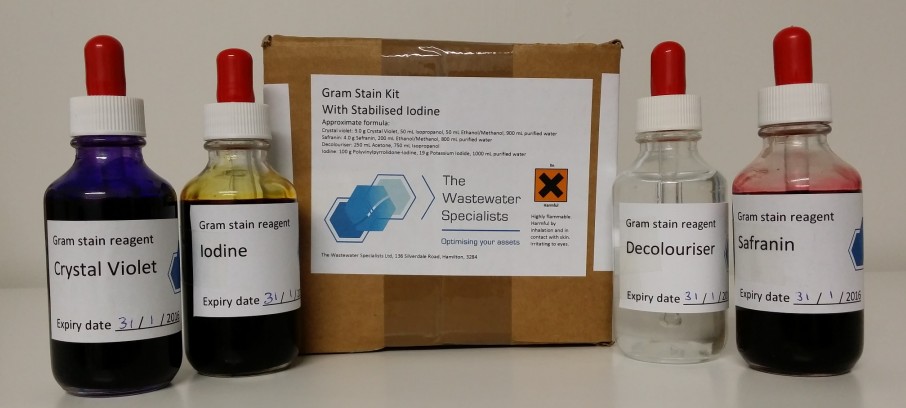 Gram Stain Kit
With Stabilised Iodine
Approximate formula:
Crystal violet: 3.0 g Crystal Violet, 50 mL Isopropanol, 50 mL Ethanol/Methanol, 900 mL purified water
Safranin: 4.0 g Safranin, 200 mL Ethanol/Methanol, 800 mL purified water
Decolouriser: 250 mL Acetone, 750 mL Isopropanol
Iodine: 100 g Polyvinylpyrrolidone-iodine, 19 g Potassium iodide, 1000 mL purified water
The
Wastewater
Specialists
Optimising your assets
Xn
Harmful
Highly flammable.
Harmful by
inhalation and in
contact with skin.
Irritating to eyes.
The Wastewater Specialists Ltd, 136 Silverdale Road, Hamilton, 3284
Gram stain reagent
Crystal Violet
Expiry date 31 / 1 / 2016
Gram stain reagent
Iodine
Expiry date 31 / 1 / 2
Gram stain reagent
Decolouriser
Expiry date 31 / 1 / 20
Gram stain reagent
Safranin
Expiry date 31 / 1 / 2016